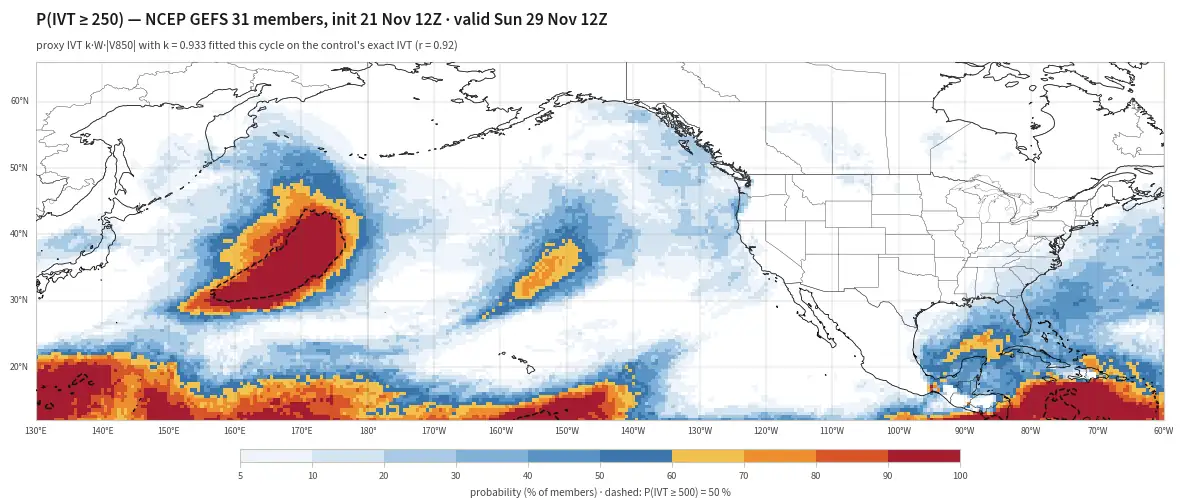 P(IVT ≥ 250) — NCEP GEFS 31 members, init 21 Nov 12Z · valid Sun 29 Nov 12Z
proxy IVT k·W·|V850| with k = 0.933 fitted this cycle on the control's exact IVT (r = 0.92)
60°N
50°N
40°N
30°N
20°N
130°E 140°E 150°E 160°E 170°E 180° 170°W 160°W 150°W 140°W 130°W 120°W 110°W 100°W 90°W 80°W 70°W 60°W
5 10 20 30 40 50 60 70 80 90 100
probability (% of members) · dashed: P(IVT ≥ 500) = 50 %